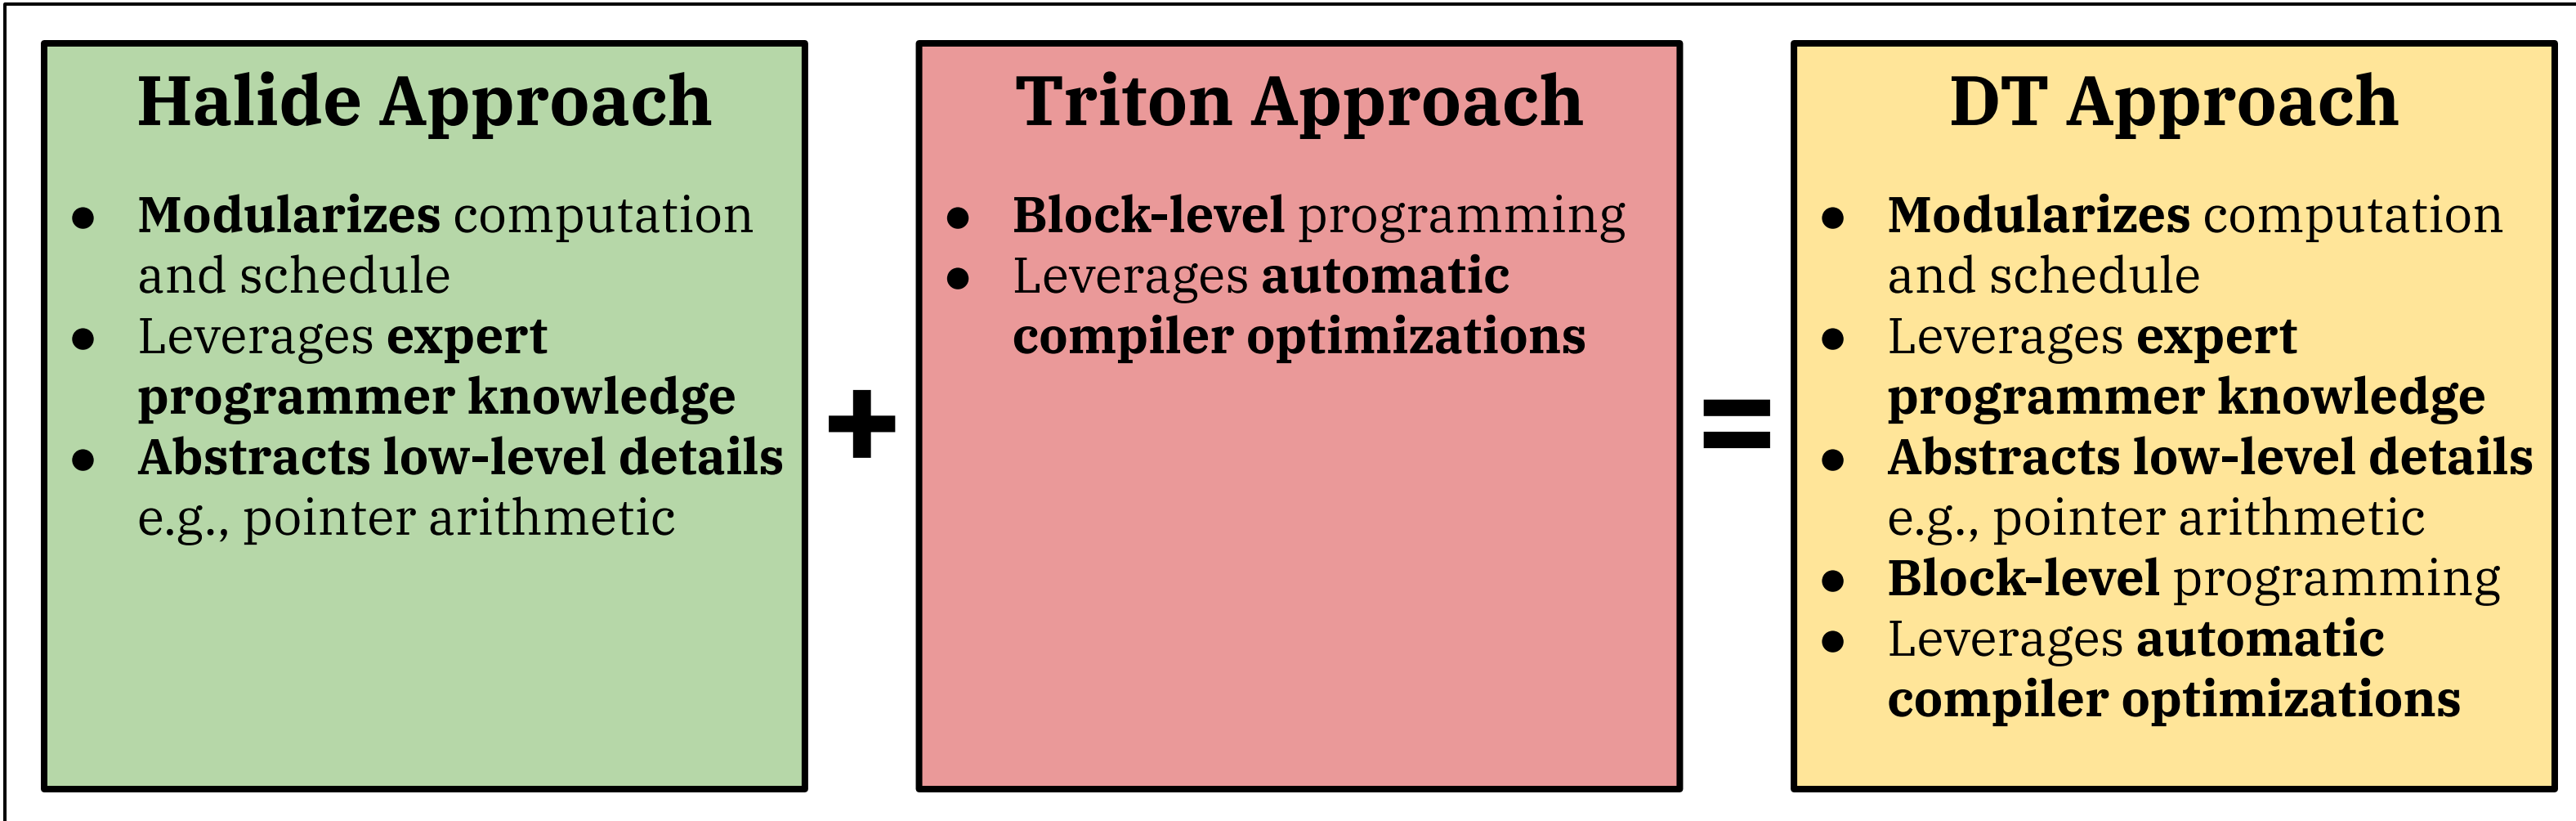 Halide Approach
● Modularizes computation
and schedule
● Leverages expert
programmer knowledge
● Abstracts low-level details
e.g., pointer arithmetic
+
Triton Approach
● Block-level programming
● Leverages automatic
compiler optimizations
=
DT Approach
● Modularizes computation
and schedule
● Leverages expert
programmer knowledge
● Abstracts low-level details
e.g., pointer arithmetic
● Block-level programming
● Leverages automatic
compiler optimizations